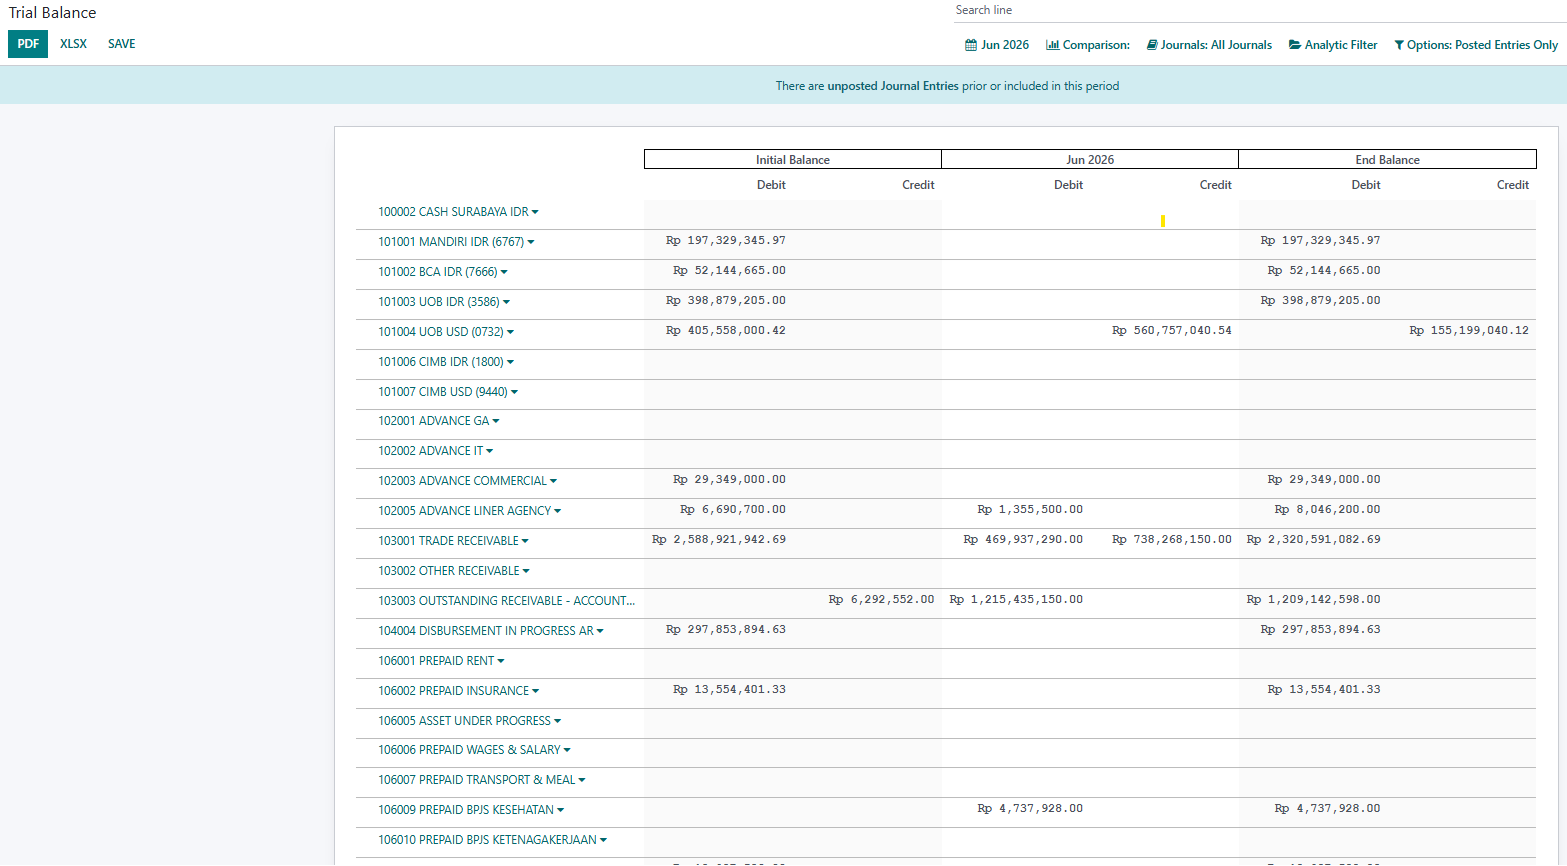 Trial Balance
Search line
PDF XLSX SAVE
Jun 2026 Comparison: Journals: All Journals Analytic Filter Options: Posted Entries Only
There are unposted Journal Entries prior or included in this period
Initial Balance Jun 2026 End Balance
Debit Credit Debit Credit Debit Credit
100002 CASH SURABAYA IDR
101001 MANDIRI IDR (6767) Rp 197,329,345.97 Rp 197,329,345.97
101002 BCA IDR (7666) Rp 52,144,665.00 Rp 52,144,665.00
101003 UOB IDR (3586) Rp 398,879,205.00 Rp 398,879,205.00
101004 UOB USD (0732) Rp 405,558,000.42 Rp 560,757,040.54 Rp 155,199,040.12
101006 CIMB IDR (1800)
101007 CIMB USD (9440)
102001 ADVANCE GA
102002 ADVANCE IT
102003 ADVANCE COMMERCIAL Rp 29,349,000.00 Rp 29,349,000.00
102005 ADVANCE LINER AGENCY Rp 6,690,700.00 Rp 1,355,500.00 Rp 8,046,200.00
103001 TRADE RECEIVABLE Rp 2,588,921,942.69 Rp 469,937,290.00 Rp 738,268,150.00 Rp 2,320,591,082.69
103002 OTHER RECEIVABLE
103003 OUTSTANDING RECEIVABLE - ACCOUNT... Rp 6,292,552.00 Rp 1,215,435,150.00 Rp 1,209,142,598.00
104004 DISBURSEMENT IN PROGRESS AR Rp 297,853,894.63 Rp 297,853,894.63
106001 PREPAID RENT
106002 PREPAID INSURANCE Rp 13,554,401.33 Rp 13,554,401.33
106005 ASSET UNDER PROGRESS
106006 PREPAID WAGES & SALARY
106007 PREPAID TRANSPORT & MEAL
106009 PREPAID BPJS KESEHATAN Rp 4,737,928.00 Rp 4,737,928.00
106010 PREPAID BPJS KETENAGAKERJAAN